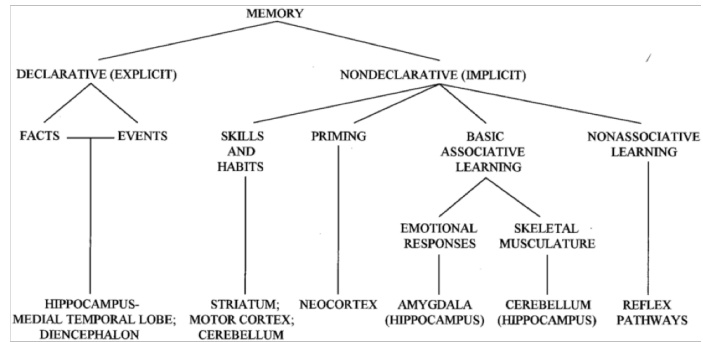 MEMORY
DECLARATIVE (EXPLICIT)
NONDECLARATIVE (IMPLICIT)
FACTS
EVENTS
SKILLS
AND
HABITS
PRIMING
BASIC
ASSOCIATIVE
LEARNING
NONASSOCIATIVE
LEARNING
EMOTIONAL
RESPONSES
SKELETAL
MUSCULATURE
HIPPOCAMPUS-
MEDIAL TEMPORAL LOBE;
DIENCEPHALON
STRIATUM;
MOTOR CORTEX;
CEREBELLUM
NEOCORTEX
AMYGDALA
(HIPPOCAMPUS)
CEREBELLUM
(HIPPOCAMPUS)
REFLEX
PATHWAYS